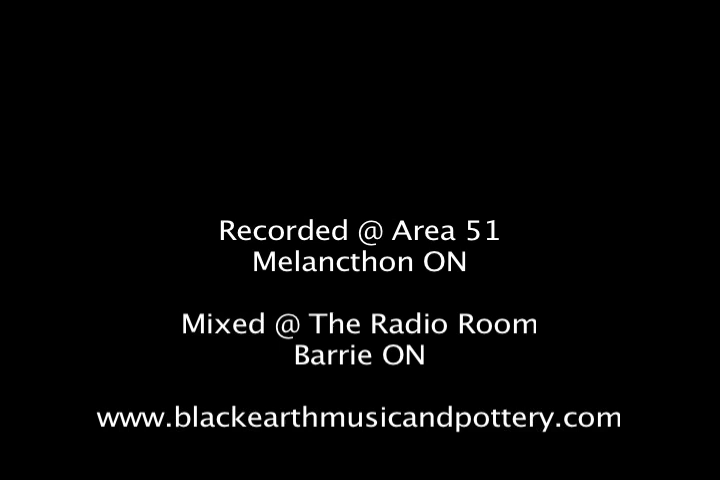 Recorded @ Area 51
Melancthon ON
Mixed @ The Radio Room
Barrie ON
www.blackearthmusicandpottery.com